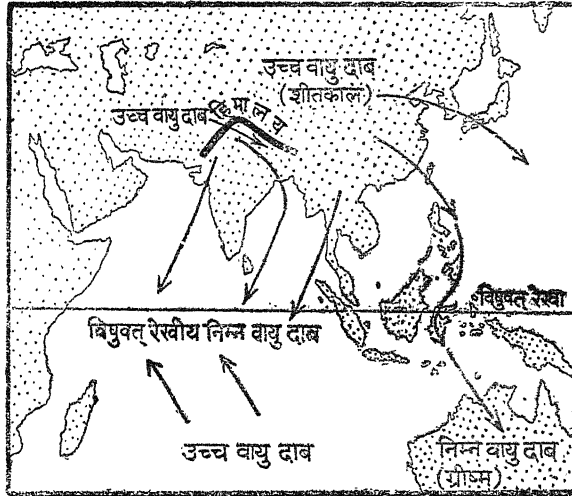 उच्च वायु दाब
(शीतकाल)
उच्च वायु दाब
हिमालय
विषुवत् रेखा
विषुवत् रेखीय निम्न वायु दाब
उच्च वायु दाब
निम्न वायु दाब
(ग्रीष्म)